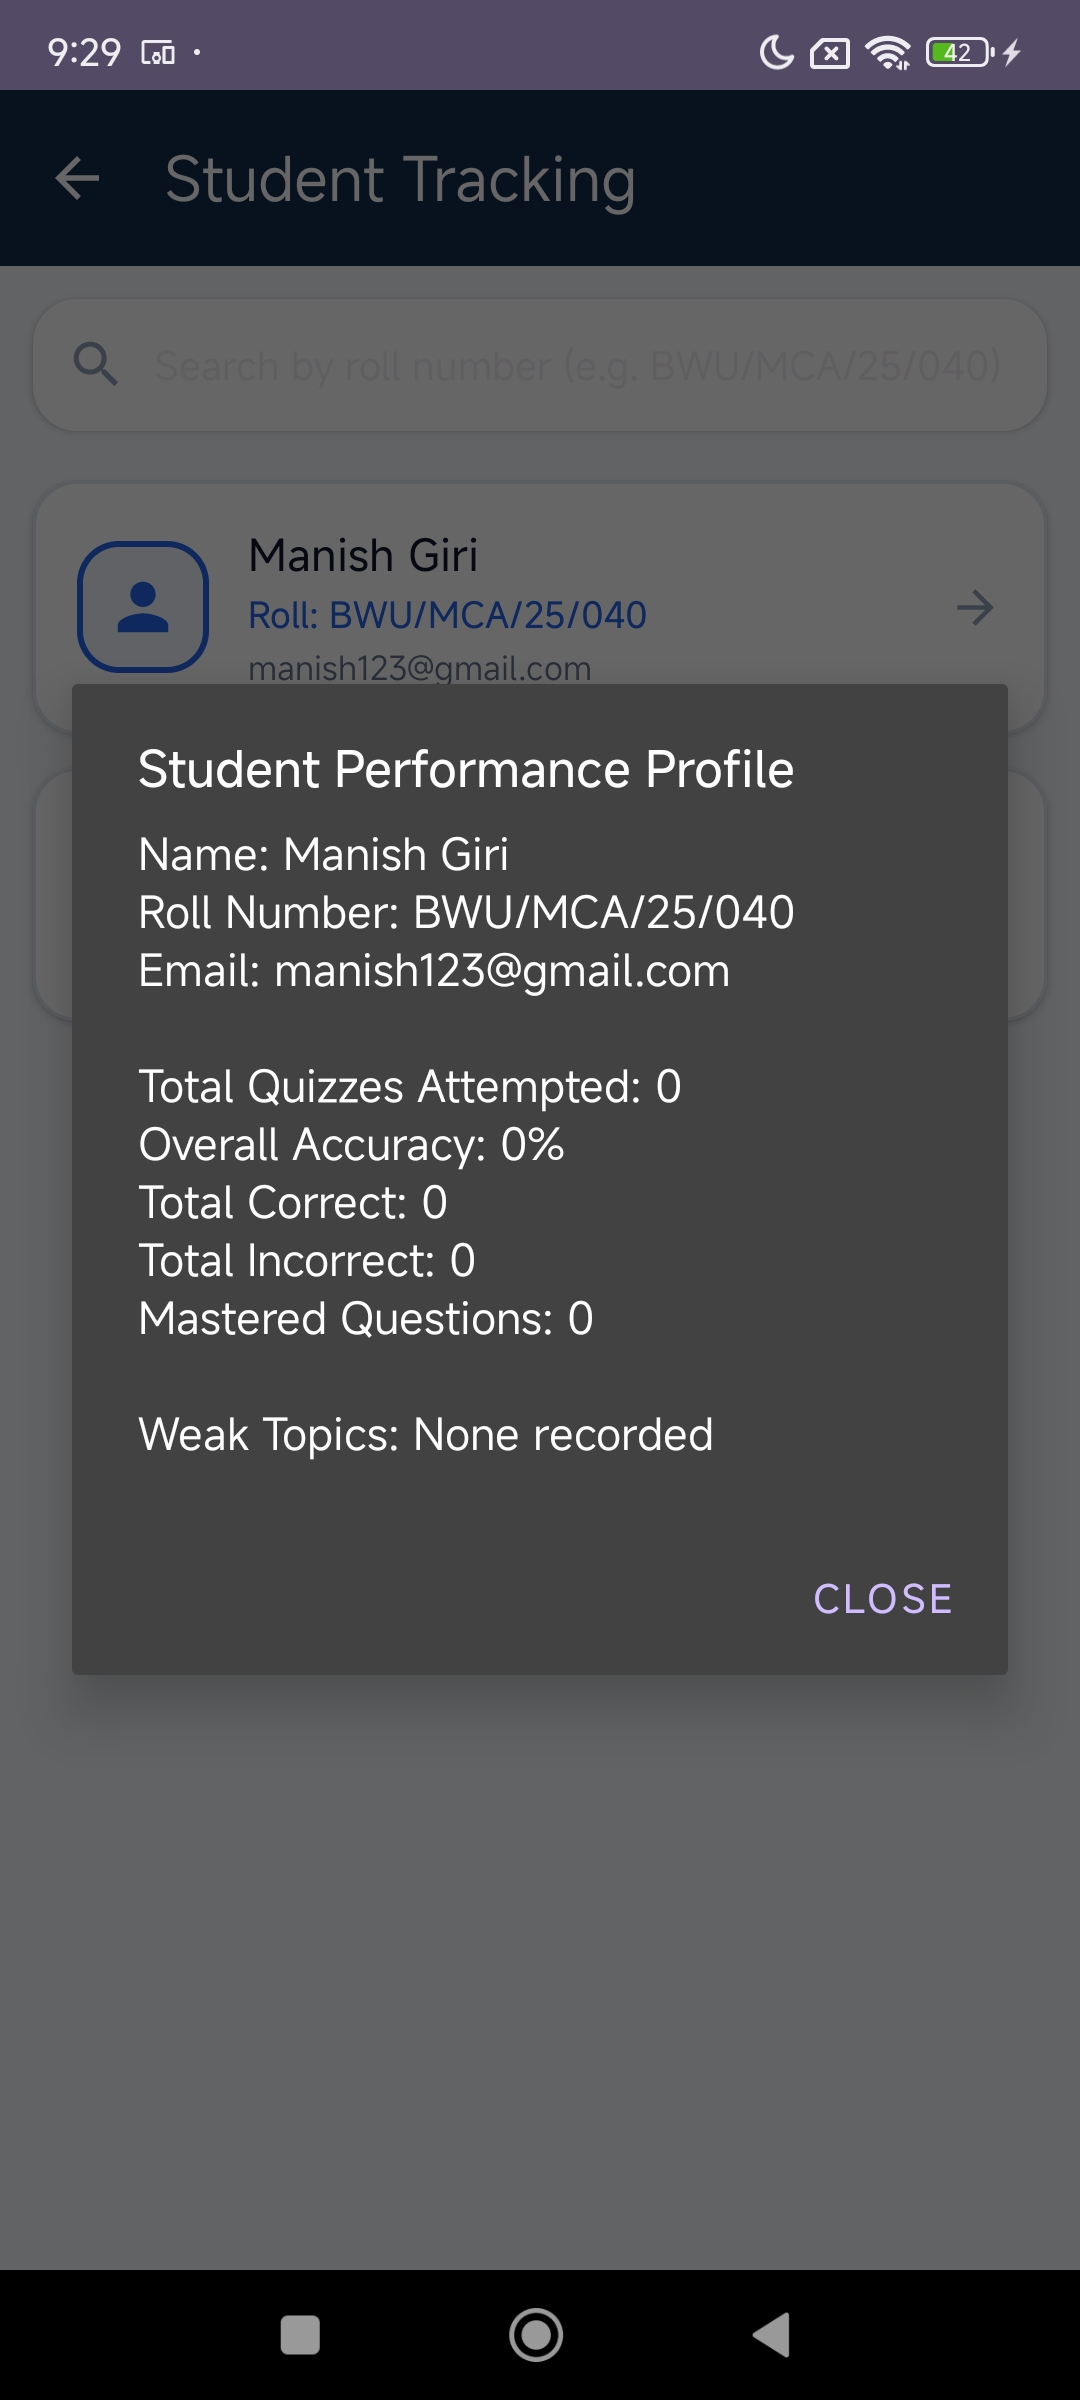 9:29
42
Student Tracking
Search by roll number (e.g. BWU/MCA/25/040)
Manish Giri
Roll: BWU/MCA/25/040
manish123@gmail.com
Student Performance Profile
Name: Manish Giri
Roll Number: BWU/MCA/25/040
Email: manish123@gmail.com
Total Quizzes Attempted: 0
Overall Accuracy: 0%
Total Correct: 0
Total Incorrect: 0
Mastered Questions: 0
Weak Topics: None recorded
CLOSE